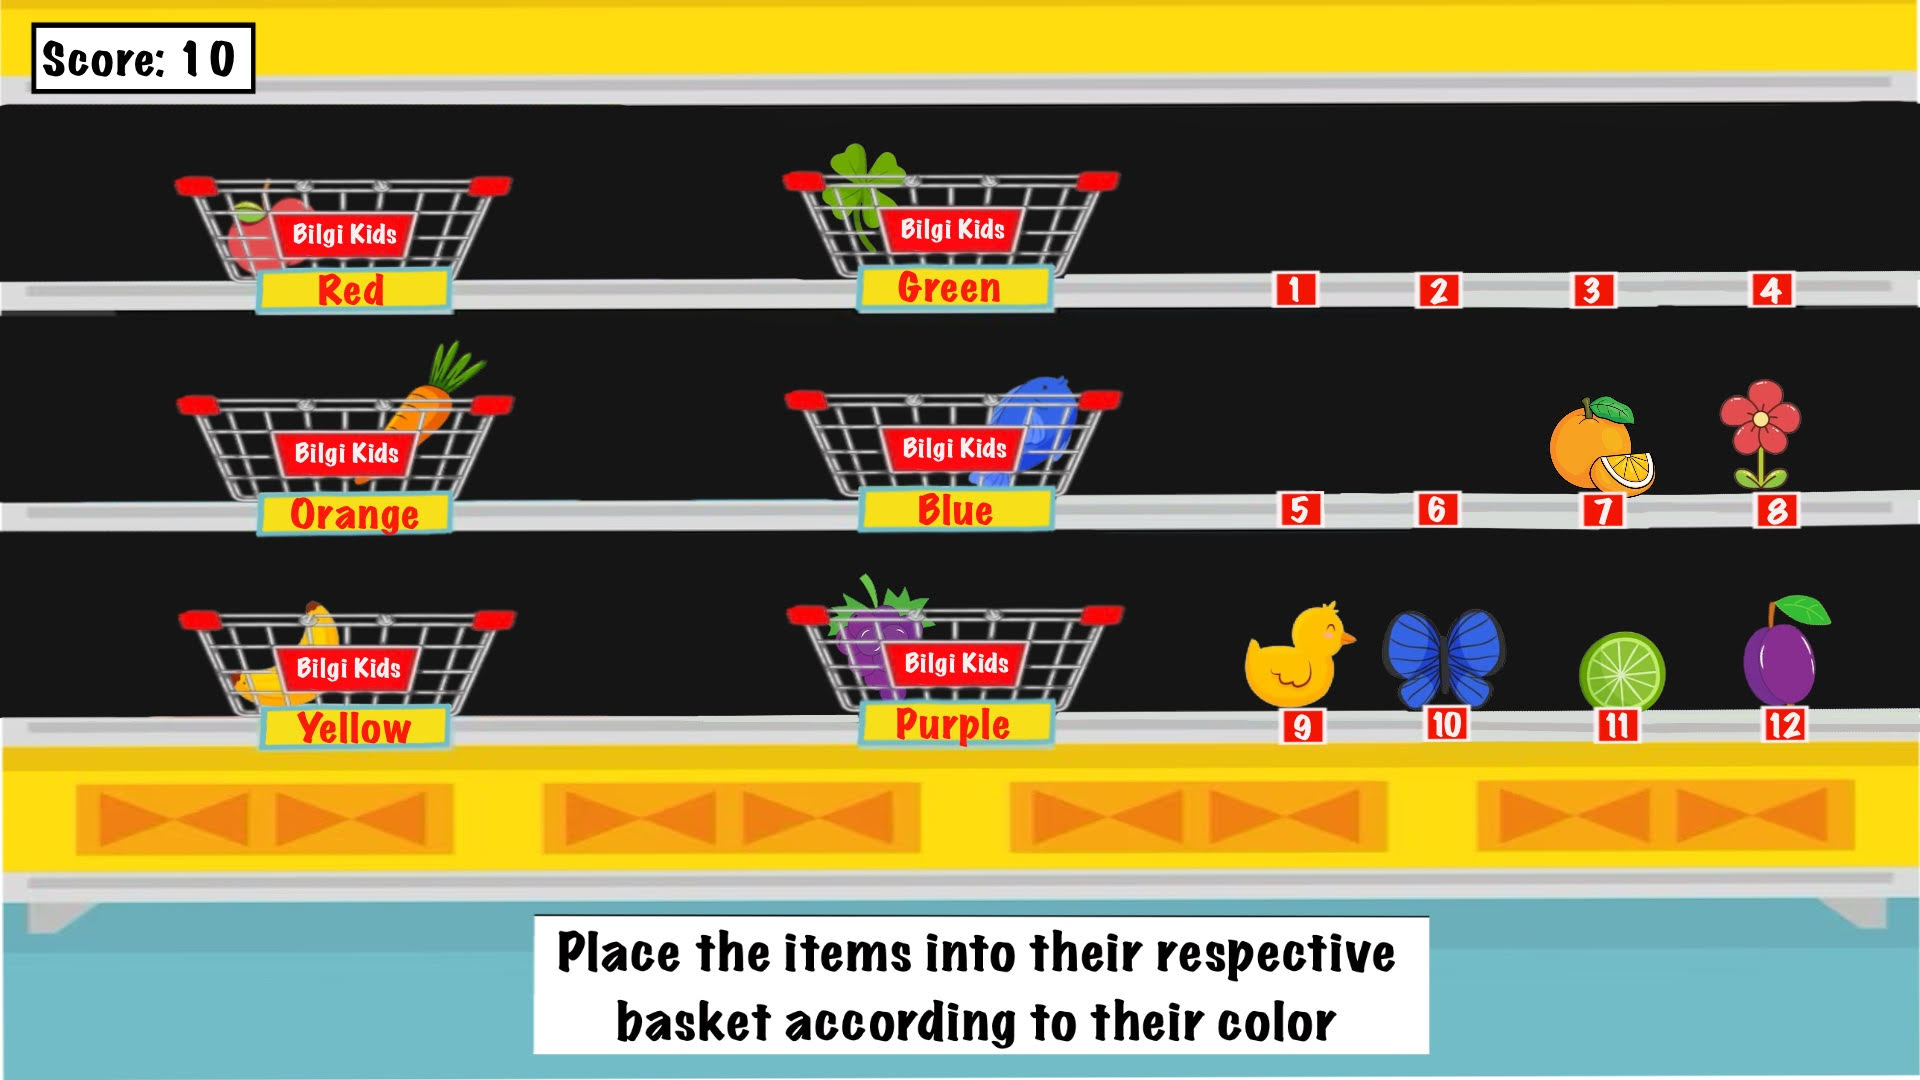 Score: 10
Bilgi Kids
Red
Bilgi Kids
Green
1 2 3 4
Bilgi Kids
Orange
Bilgi Kids
Blue
5 6 7 8
Bilgi Kids
Yellow
Bilgi Kids
Purple
9 10 11 12
Place the items into their respective
basket according to their color